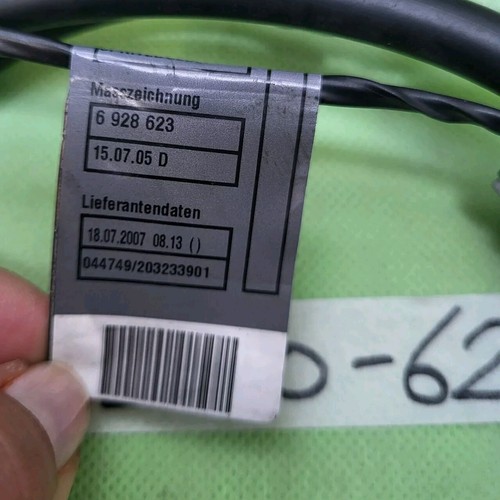 Masszeichnung
6 928 623
15.07.05 D
Lieferantendaten
18.07.2007 08.13 ()
044749/203233901
0-62